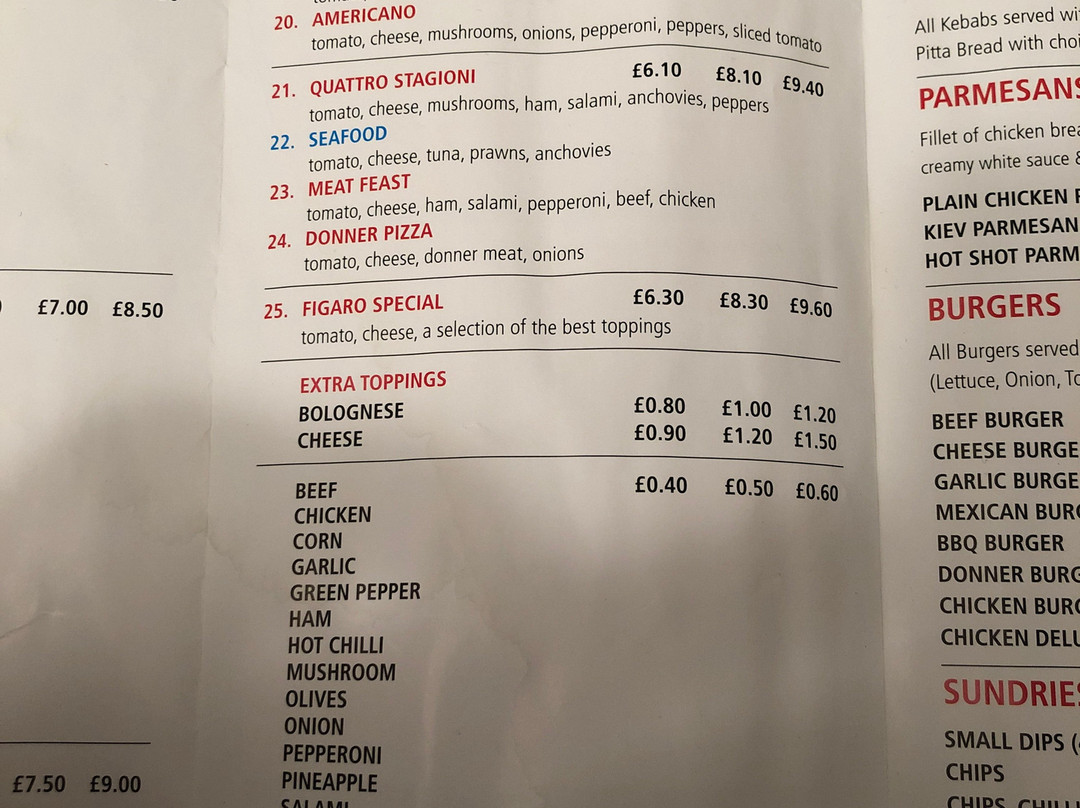 20. AMERICANO
tomato, cheese, mushrooms, onions, pepperoni, peppers, sliced tomato
21. QUATTRO STAGIONI £6.10 £8.10 £9.40
tomato, cheese, mushrooms, ham, salami, anchovies, peppers
22. SEAFOOD
tomato, cheese, tuna, prawns, anchovies
23. MEAT FEAST
tomato, cheese, ham, salami, pepperoni, beef, chicken
24. DONNER PIZZA
tomato, cheese, donner meat, onions
25. FIGARO SPECIAL £6.30 £8.30 £9.60
tomato, cheese, a selection of the best toppings
EXTRA TOPPINGS
BOLOGNESE £0.80 £1.00 £1.20
CHEESE £0.90 £1.20 £1.50
BEEF £0.40 £0.50 £0.60
CHICKEN
CORN
GARLIC
GREEN PEPPER
HAM
HOT CHILLI
MUSHROOM
OLIVES
ONION
PEPPERONI
PINEAPPLE
SALAMI
£7.00 £8.50
£7.50 £9.00
All Kebabs served
Pitta Bread with
PARMESANS
Fillet of chicken
creamy white sauce &
PLAIN CHICKEN
KIEV PARMESAN
HOT SHOT PARM
BURGERS
All Burgers served
(Lettuce, Onion,
BEEF BURGER
CHEESE BURGE
GARLIC BURGE
MEXICAN BURG
BBQ BURGER
DONNER BURG
CHICKEN BURG
CHICKEN DELU
SUNDRIES
SMALL DIPS
CHIPS
CHIPS, CHILL